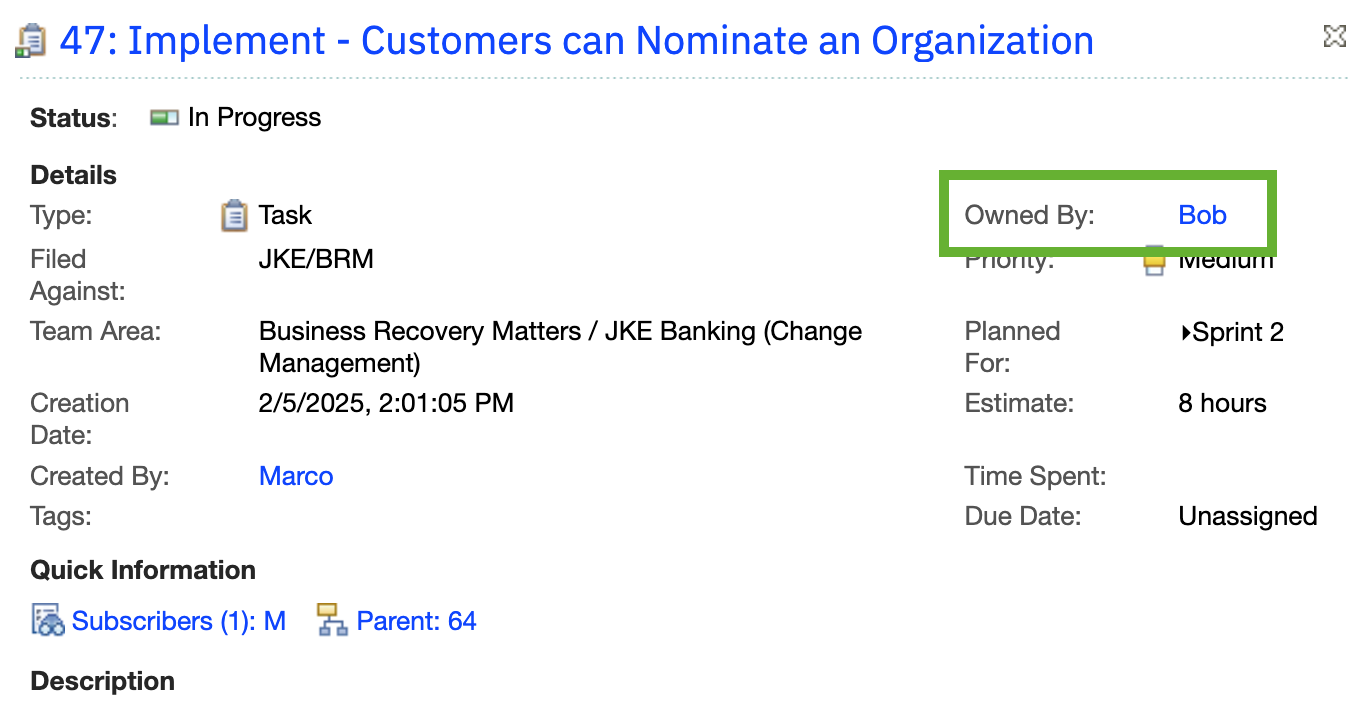 47: Implement - Customers can Nominate an Organization
Status: In Progress
Details
Type: Task
Owned By: Bob
Filed Against: JKE/BRM
Priority: Medium
Team Area: Business Recovery Matters / JKE Banking (Change Management)
Planned For: Sprint 2
Creation Date: 2/5/2025, 2:01:05 PM
Estimate: 8 hours
Created By: Marco
Time Spent:
Tags:
Due Date: Unassigned
Quick Information
Subscribers (1): M
Parent: 64
Description